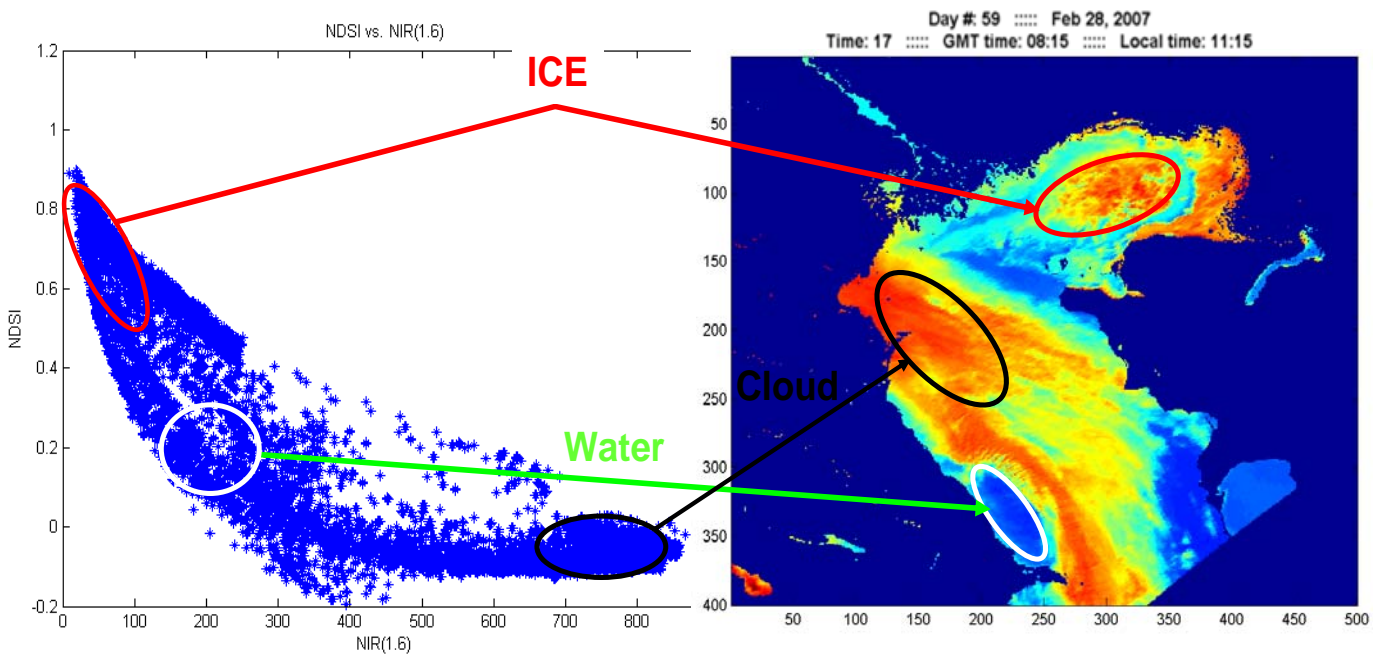 NDSI vs. NIR(1.6)
ICE
Cloud
Water
NDSI
1.2
1
0.8
0.6
0.4
0.2
0
-0.2
0 100 200 300 400 500 600 700 800
NIR(1.6)
Day #: 59 ::::: Feb 28, 2007
Time: 17 ::::: GMT time: 08:15 ::::: Local time: 11:15
50
100
150
200
250
300
350
400
50 100 150 200 250 300 350 400 450 500